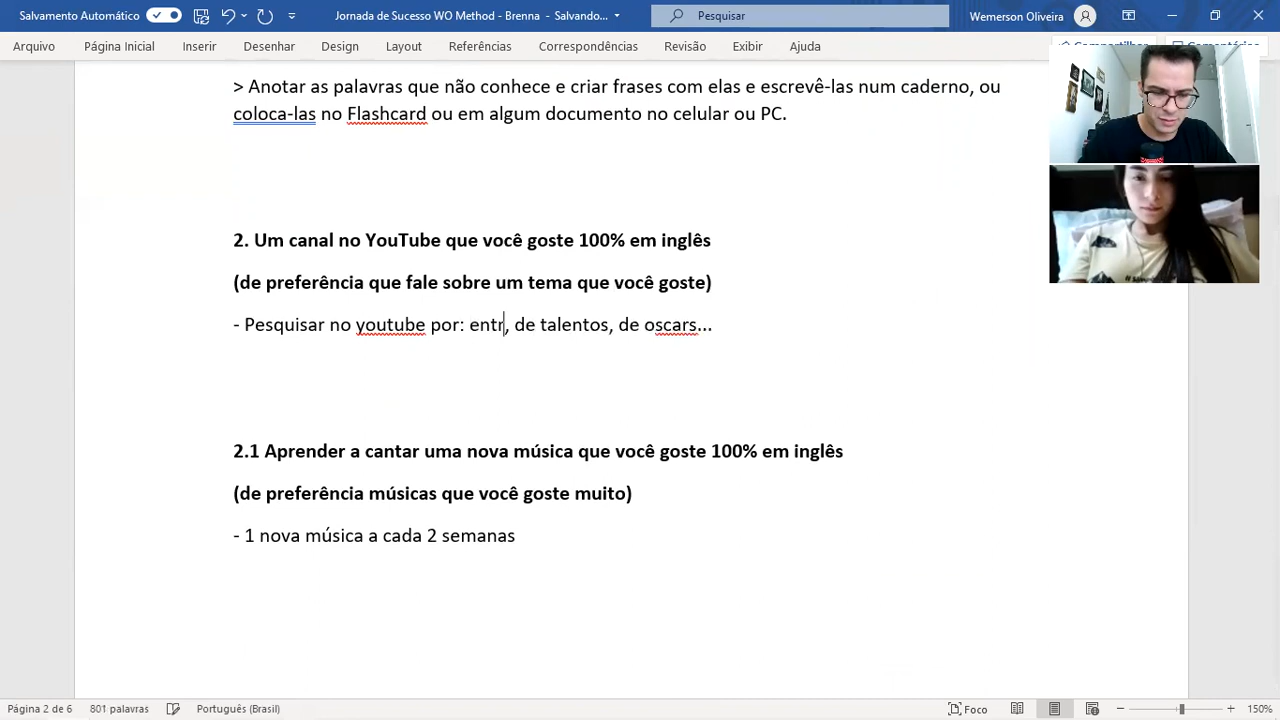 Salvamento Automático
Jornada de Messi - Brenna - Salvando...
Pesquisar
Wemerson Oliveira
Arquivo
Página Inicial
Inserir
Desenhar
Design
Layout
Referências
Correspondências
Revisão
Exibir
Ajuda
> Anotar as palavras que não conhece e criar frases com elas e escrevê-las num caderno, ou
coloca-las no Flashcard ou em algum documento no celular ou PC.
2. Um canal no YouTube que você goste 100% em inglês
(de preferência que fale sobre um tema que você goste)
- Pesquisar no youtube por: entr, de talentos, de oscars...
2.1 Aprender a cantar uma nova música que você goste 100% em inglês
(de preferência músicas que você goste muito)
- 1 nova música a cada 2 semanas
Página 2 de 6
801 palavras
Português (Brasil)
Foco
150%